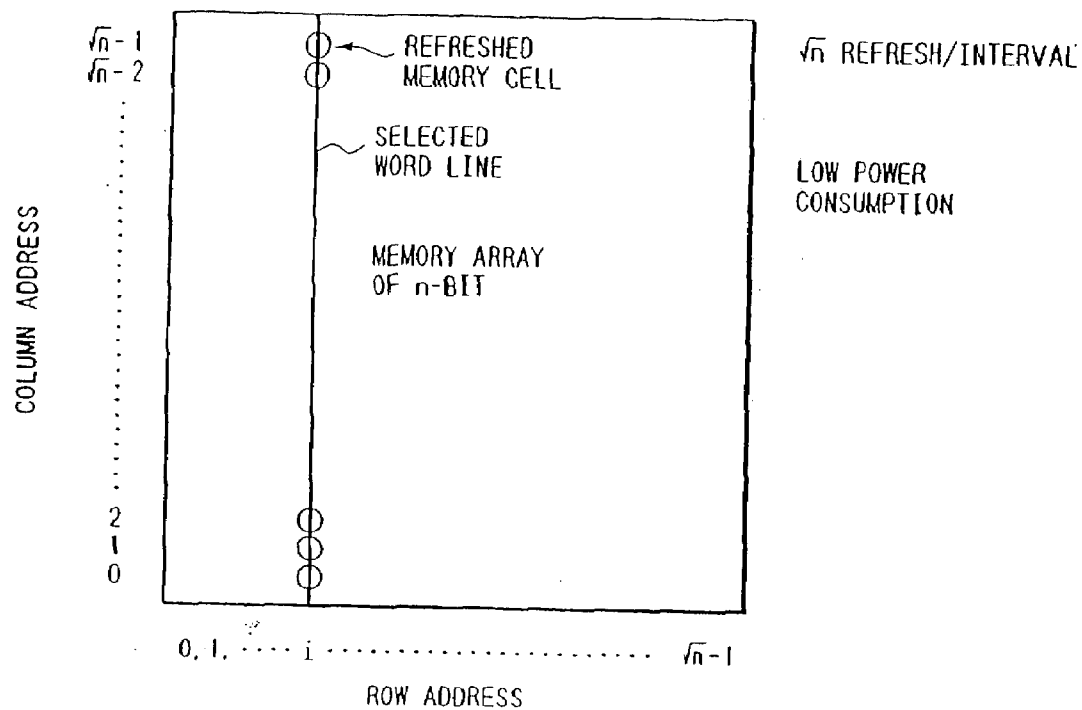 √n-1
√n-2
REFRESHED
MEMORY CELL
√n REFRESH/INTERVAL
SELECTED
WORD LINE
LOW POWER
CONSUMPTION
MEMORY ARRAY
OF n-BIT
COLUMN ADDRESS
2
1
0
0, 1, ···· i ························ √n-1
ROW ADDRESS